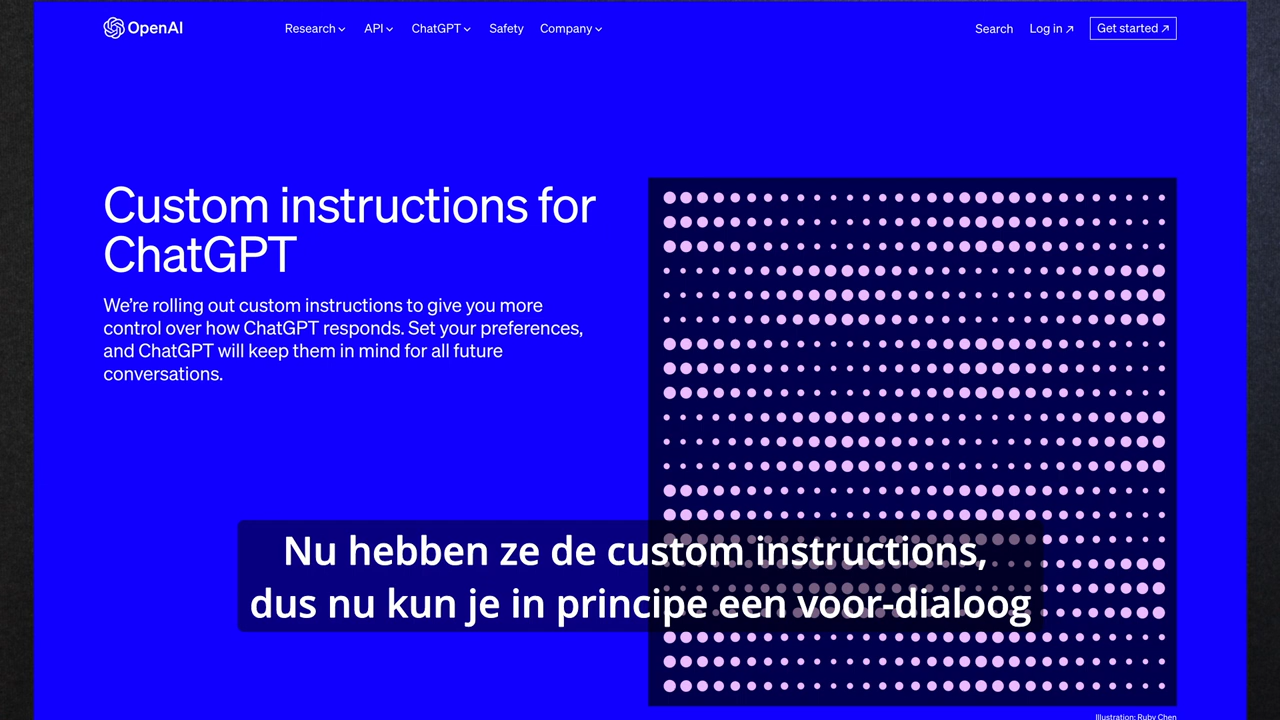 OpenAI
Research API ChatGPT Safety Company
Search Log in ↗ Get started ↗
Custom instructions for
ChatGPT
We’re rolling out custom instructions to give you more
control over how ChatGPT responds. Set your preferences,
and ChatGPT will keep them in mind for all future
conversations.
Nu hebben ze de custom instructions,
dus nu kun je in principe een voor-dialoog
Illustration: Ruby Chen